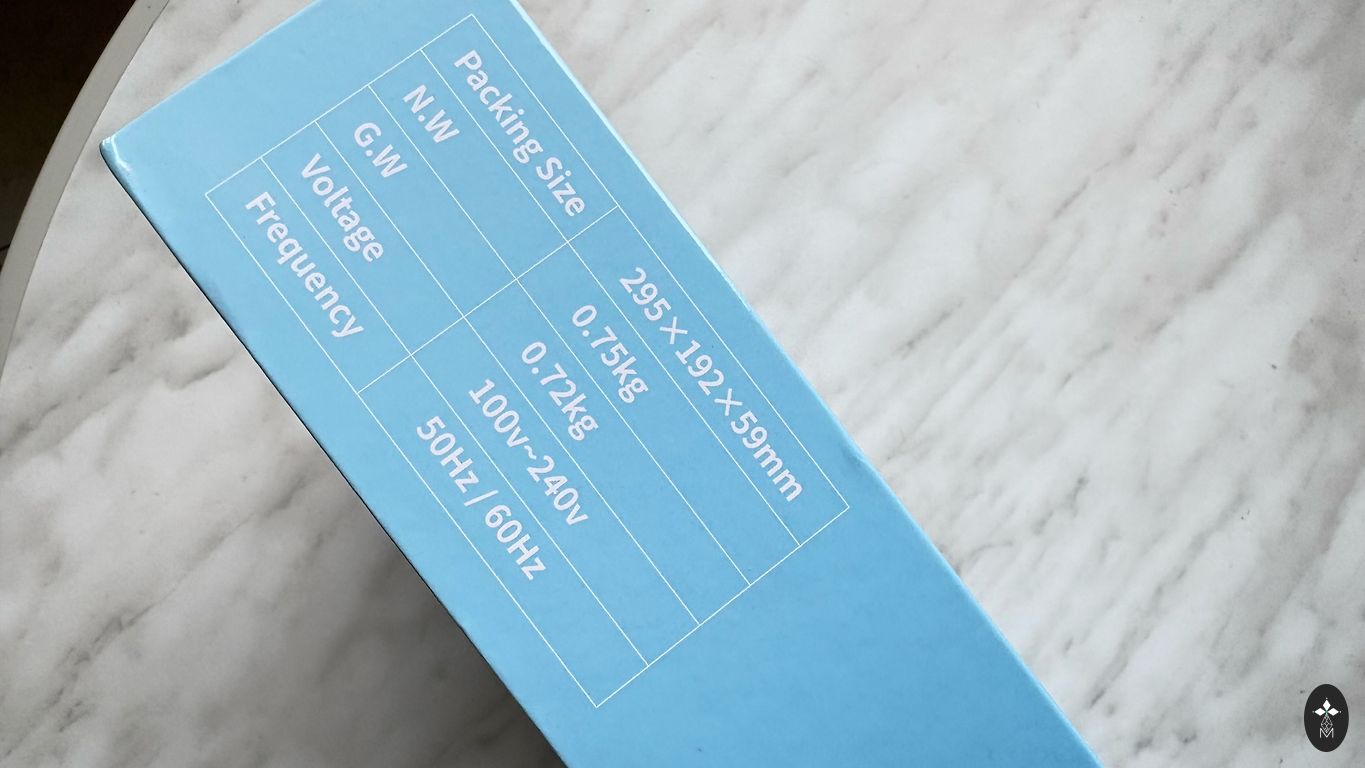 Packing Size 295×192×59mm
N.W 0.75kg
G.W 0.72kg
Voltage 100v~240v
Frequency 50Hz / 60Hz
M